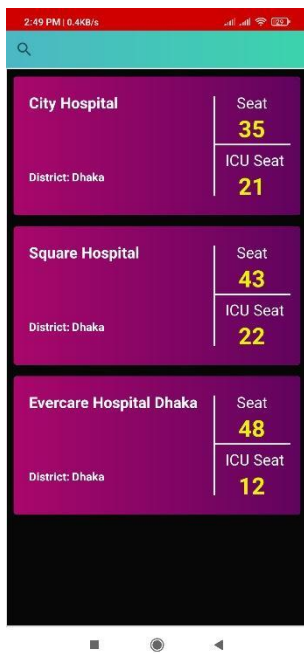 2:49 PM | 0.4KB/s
City Hospital
Seat
35
District: Dhaka
ICU Seat
21
Square Hospital
Seat
43
District: Dhaka
ICU Seat
22
Evercare Hospital Dhaka
Seat
48
District: Dhaka
ICU Seat
12